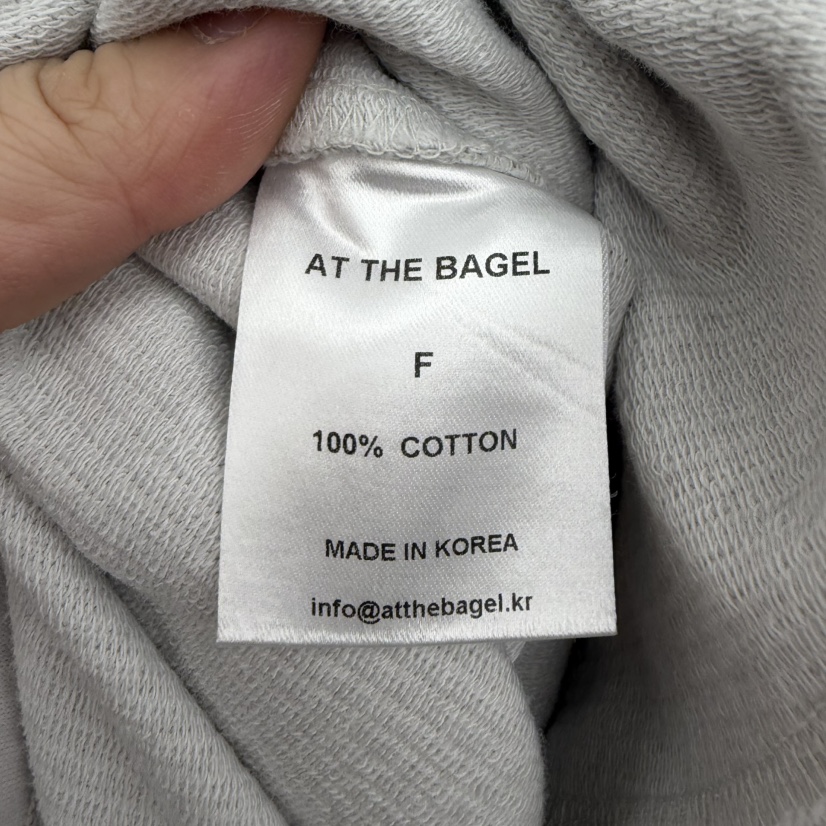 AT THE BAGEL
F
100% COTTON
MADE IN KOREA
info@atthebagel.kr